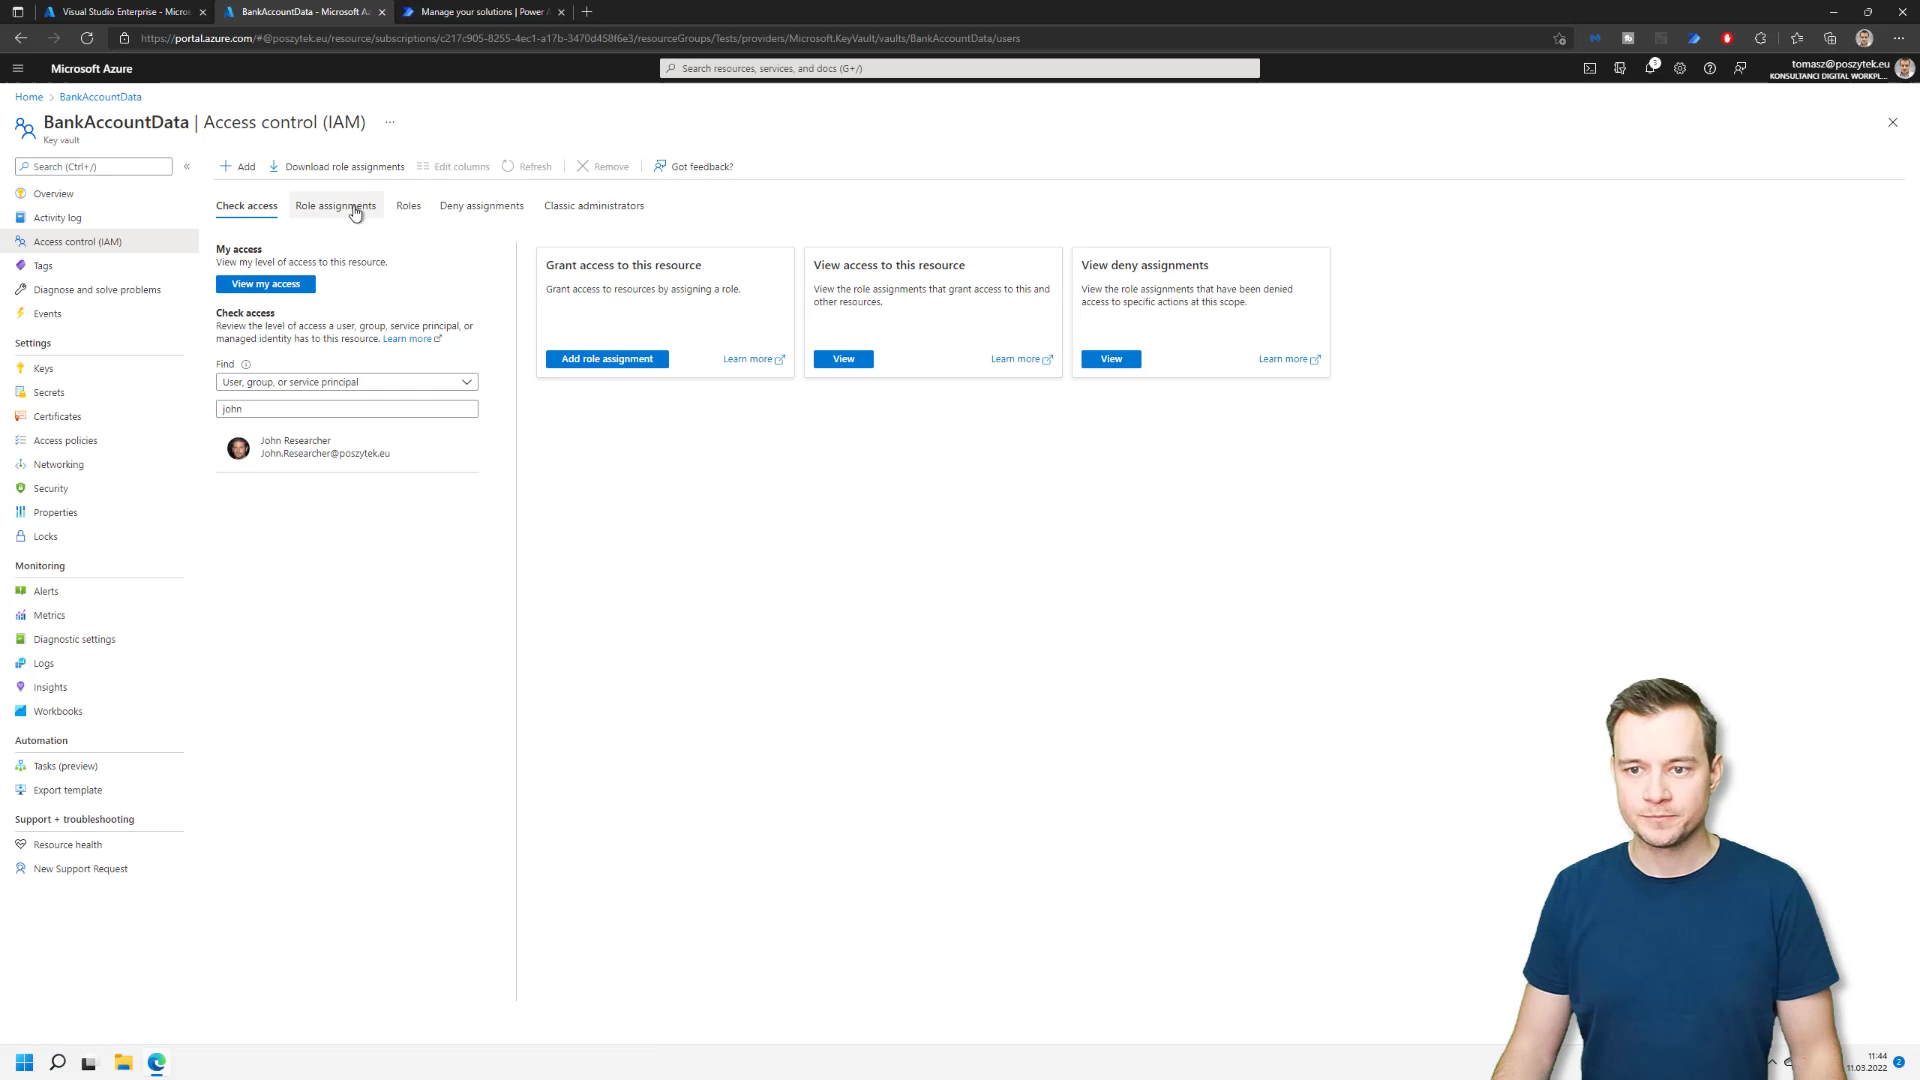 Visual Studio Enterprise - Micros
BankAccountData - Microsoft Az
Manage your solutions | Power A
https://portal.azure.com/#@poszytek.eu/resource/subscriptions/c217c905-8255-4ec1-a17b-3470d458f6e3/resourceGroups/Tests/providers/Microsoft.KeyVault/vaults/BankAccountData/users
Microsoft Azure
Search resources, services, and docs (G+/)
3
tomasz@poszytek.eu
KONSULTANCI DIGITAL WORKPL...
Home > BankAccountData
BankAccountData | Access control (IAM) ...
Key vault
Search (Ctrl+/)
Add
Download role assignments
Edit columns
Refresh
Remove
Got feedback?
Overview
Activity log
Access control (IAM)
Tags
Diagnose and solve problems
Events
Settings
Keys
Secrets
Certificates
Access policies
Networking
Security
Properties
Locks
Monitoring
Alerts
Metrics
Diagnostic settings
Logs
Insights
Workbooks
Automation
Tasks (preview)
Export template
Support + troubleshooting
Resource health
New Support Request
Check access
Role assignments
Roles
Deny assignments
Classic administrators
My access
View my level of access to this resource.
View my access
Check access
Review the level of access a user, group, service principal, or
managed identity has to this resource. Learn more
Find
User, group, or service principal
john
John Researcher
John.Researcher@poszytek.eu
Grant access to this resource
Grant access to resources by assigning a role.
Add role assignment
Learn more
View access to this resource
View the role assignments that grant access to this and
other resources.
View
Learn more
View deny assignments
View the role assignments that have been denied
access to specific actions at this scope.
View
Learn more
11:44
11.03.2022
2